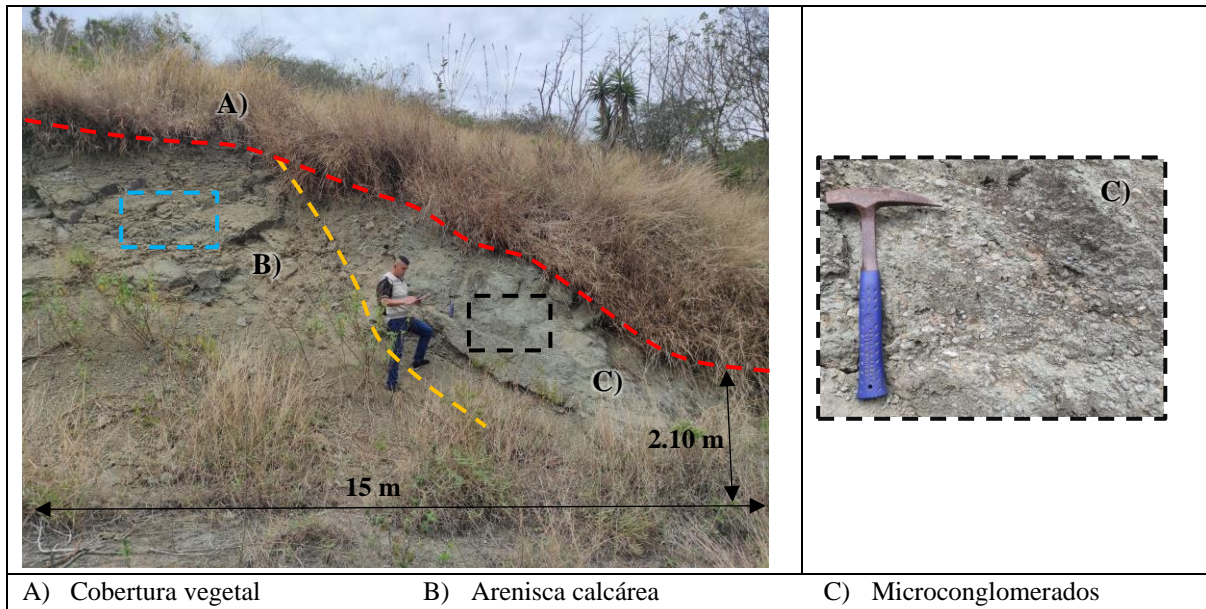 A)
B)
C)
2.10 m
15 m
C)
A) Cobertura vegetal B) Arenisca calcárea C) Microconglomerados